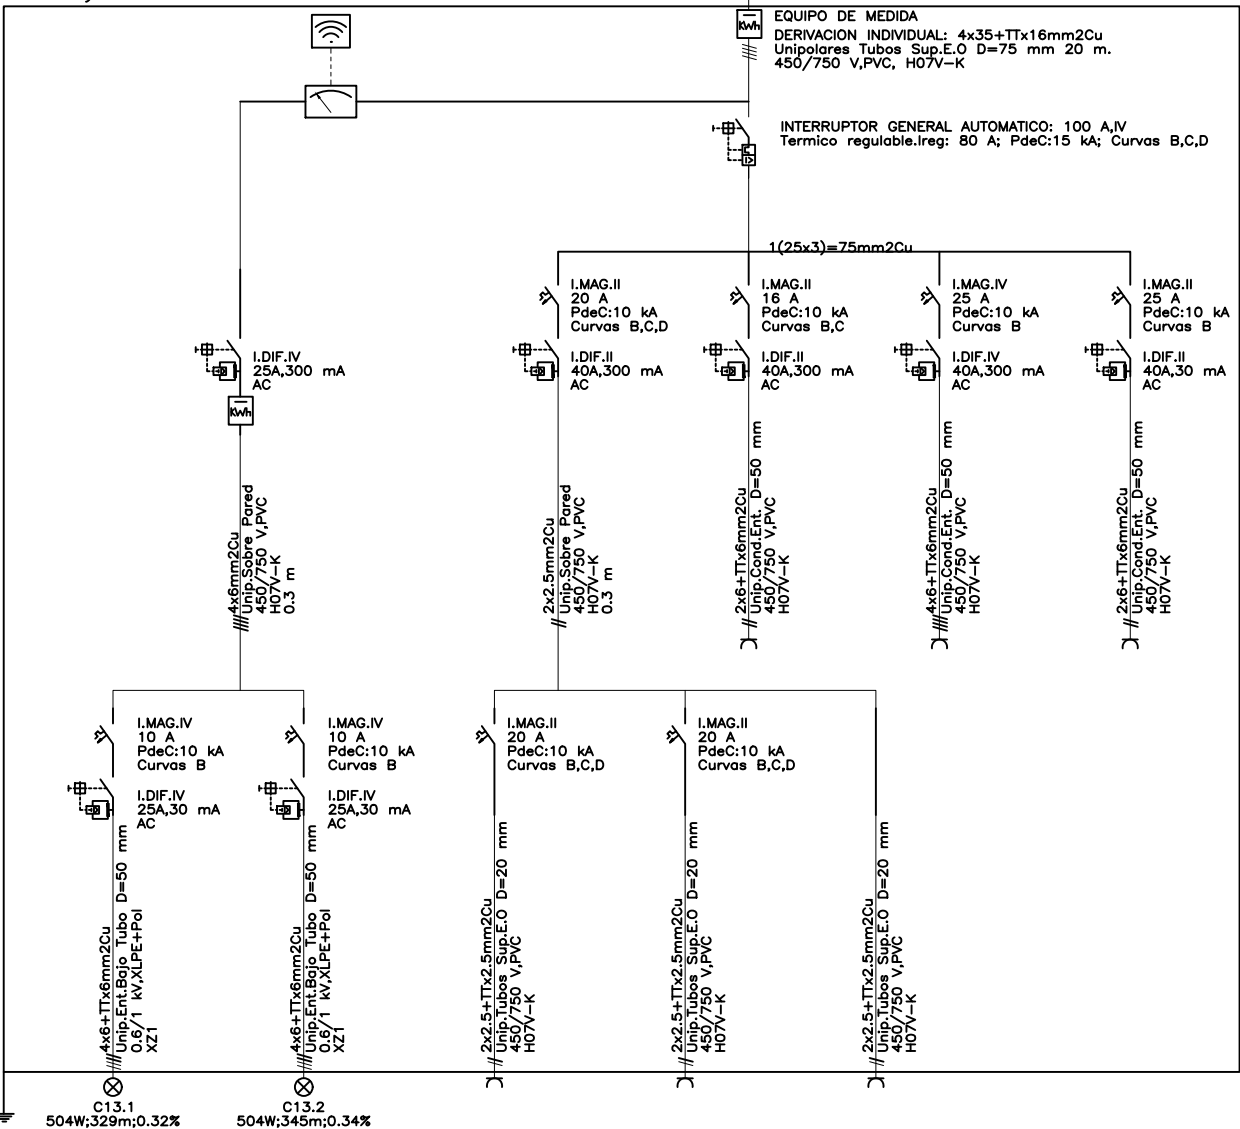 KWh
EQUIPO DE MEDIDA
DERIVACION INDIVIDUAL: 4x35+TTx16mm2Cu
Unipolares Tubos Sup.E.O D=75 mm 20 m.
450/750 V,PVC, H07V-K
INTERRUPTOR GENERAL AUTOMATICO: 100 A,IV
Termico regulable.Ireg: 80 A; PdeC:15 kA; Curvas B,C,D
1(25x3)=75mm2Cu
I.MAG.II
20 A
PdeC:10 kA
Curvas B,C,D
I.MAG.II
16 A
PdeC:10 kA
Curvas B,C
I.MAG.IV
25 A
PdeC:10 kA
Curvas B
I.MAG.II
25 A
PdeC:10 kA
Curvas B
I.DIF.IV
25A,300 mA
AC
I.DIF.II
40A,300 mA
AC
I.DIF.II
40A,300 mA
AC
I.DIF.IV
40A,300 mA
AC
I.DIF.II
40A,30 mA
AC
KWh
4x6mm2Cu
Unip.Sobre Pared
450/750 V,PVC
H07V-K
0.3 m
2x2.5mm2Cu
Unip.Sobre Pared
450/750 V,PVC
H07V-K
0.3 m
2x6+TTx6mm2Cu
Unip.Cond.Ent. D=50 mm
450/750 V,PVC
H07V-K
4x6+TTx6mm2Cu
Unip.Cond.Ent. D=50 mm
450/750 V,PVC
H07V-K
2x6+TTx6mm2Cu
Unip.Cond.Ent. D=50 mm
450/750 V,PVC
H07V-K
I.MAG.IV
10 A
PdeC:10 kA
Curvas B
I.MAG.IV
10 A
PdeC:10 kA
Curvas B
I.MAG.II
20 A
PdeC:10 kA
Curvas B,C,D
I.MAG.II
20 A
PdeC:10 kA
Curvas B,C,D
I.DIF.IV
25A,30 mA
AC
I.DIF.IV
25A,30 mA
AC
4x6+TTx6mm2Cu
Unip.Ent.Bajo Tubo D=50 mm
0.6/1 kV,XLPE+Pol
XZ1
4x6+TTx6mm2Cu
Unip.Ent.Bajo Tubo D=50 mm
0.6/1 kV,XLPE+Pol
XZ1
2x2.5+TTx2.5mm2Cu
Unip.Tubos Sup.E.O D=20 mm
450/750 V,PVC
H07V-K
2x2.5+TTx2.5mm2Cu
Unip.Tubos Sup.E.O D=20 mm
450/750 V,PVC
H07V-K
2x2.5+TTx2.5mm2Cu
Unip.Tubos Sup.E.O D=20 mm
450/750 V,PVC
H07V-K
C13.1
504W;329m;0.32%
C13.2
504W;345m;0.34%